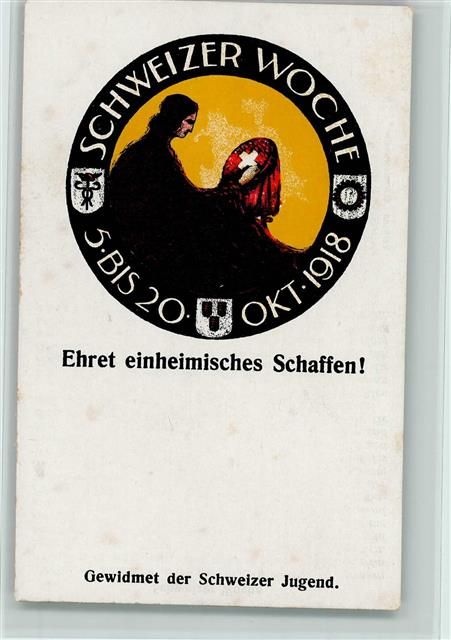 SCHWEIZER WOCHE
5·BIS 20· OKT·1918
Ehret einheimisches Schaffen!
Gewidmet der Schweizer Jugend.